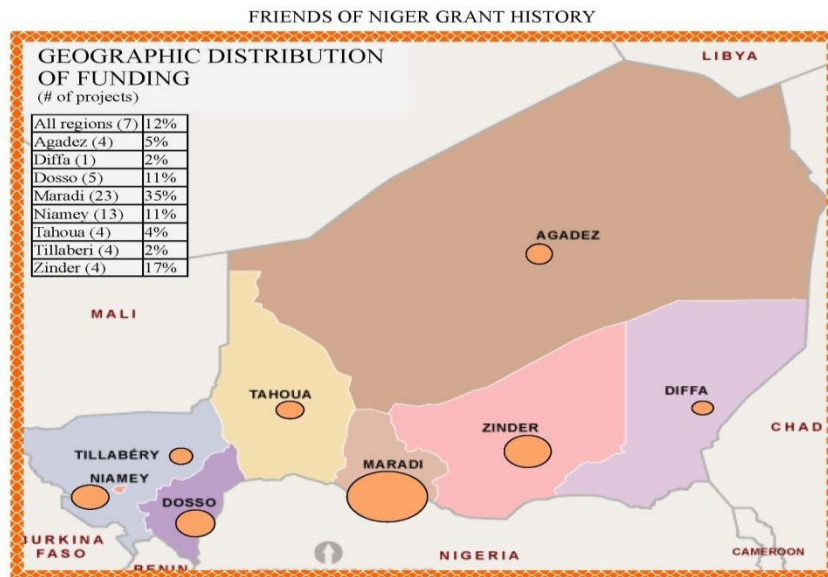 FRIENDS OF NIGER GRANT HISTORY
GEOGRAPHIC DISTRIBUTION
OF FUNDING
(# of projects)
All regions (7) 12%
Agadez (4) 5%
Diffa (1) 2%
Dosso (5) 11%
Maradi (23) 35%
Niamey (13) 11%
Tahoua (4) 4%
Tillaberi (4) 2%
Zinder (4) 17%
LIBYA
AGADEZ
MALI
TAHOUA
DIFFA
ZINDER
CHAD
TILLABÉRY
MARADI
NIAMEY
DOSSO
BURKINA
FASO
NIGERIA
CAMEROON
BENIN